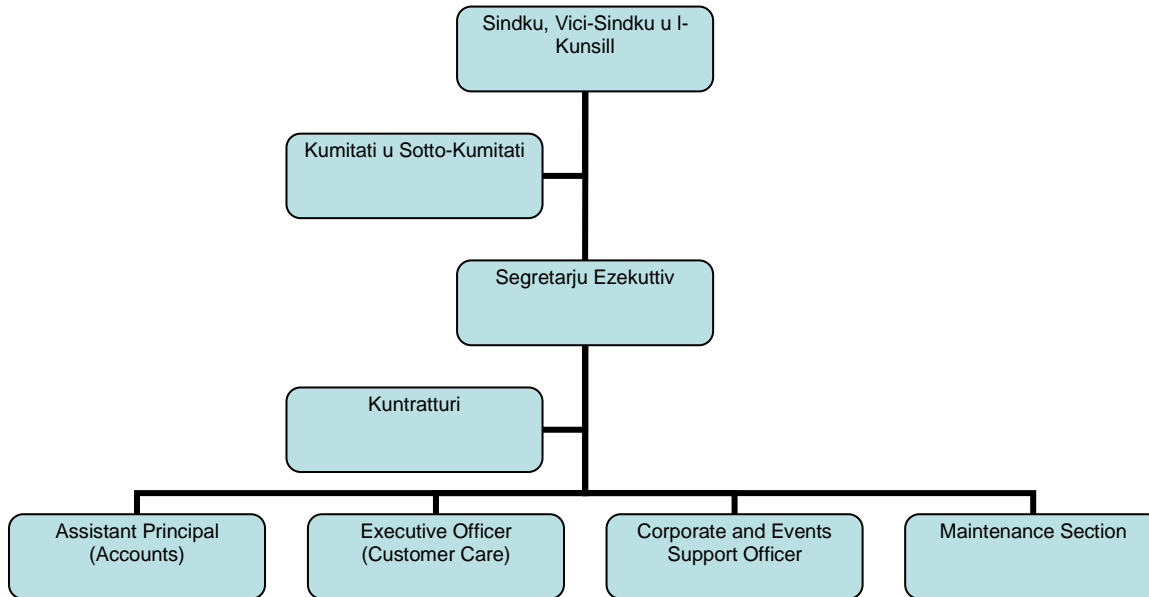 Sindku, Vici-Sindku u l-
Kunsill
Kumitati u Sotto-Kumitati
Segretarju Ezekuttiv
Kuntratturi
Assistant Principal
(Accounts)
Executive Officer
(Customer Care)
Corporate and Events
Support Officer
Maintenance Section